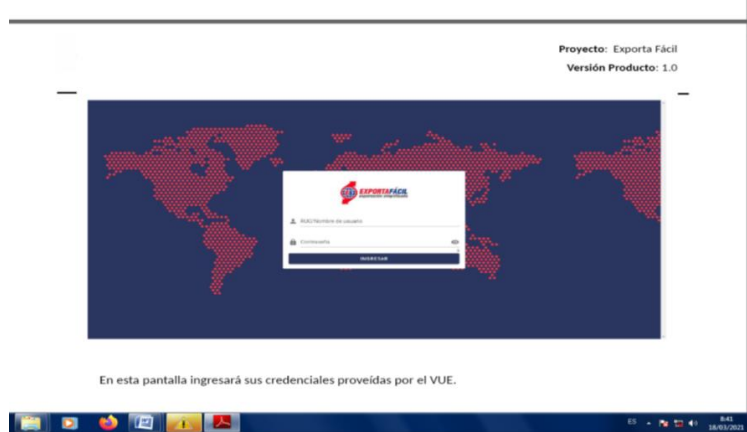 Proyecto: Exporta Fácil
Versión Producto: 1.0
EXPORTAFÁCIL
RUC/Nombre de usuario
Contraseña
INGRESAR
En esta pantalla ingresará sus credenciales proveídas por el VUE.
ES
8:41
18/03/2021